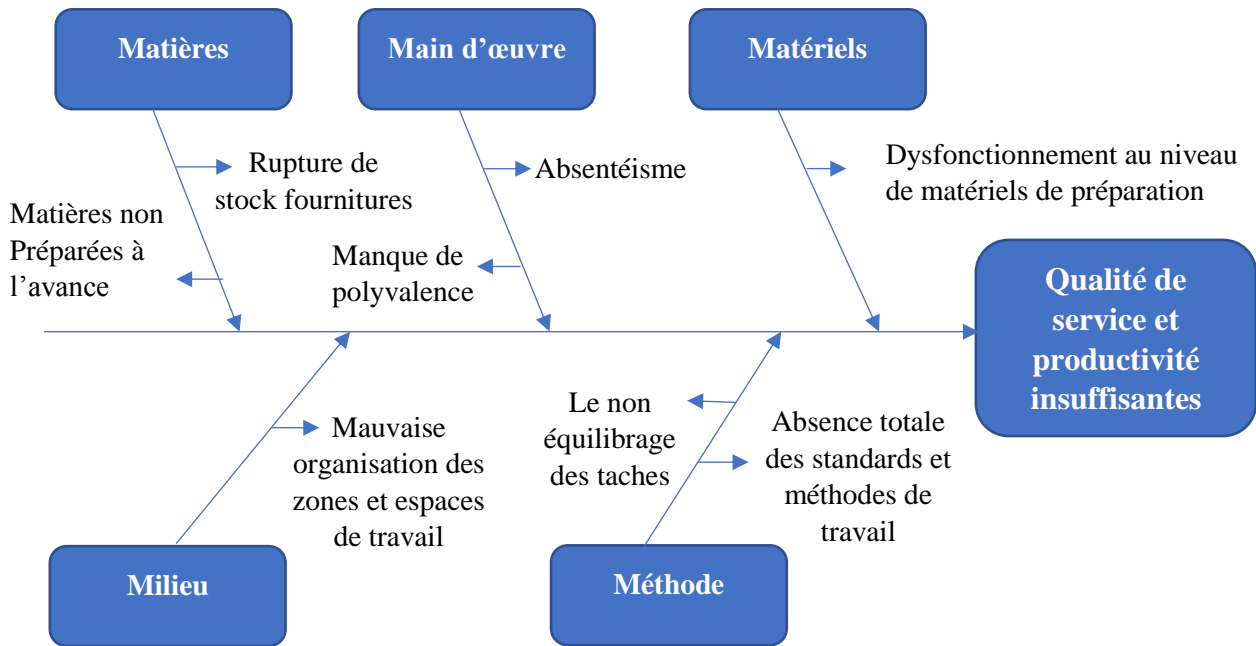 Matières
Main d’œuvre
Matériels
Rupture de
stock fournitures
Matières non
Préparées à
l’avance
Absentéisme
Manque de
polyvalence
Dysfonctionnement au niveau
de matériels de préparation
Qualité de
service et
productivité
insuffisantes
Mauvaise
organisation des
zones et espaces
de travail
Le non
équilibrage
des taches
Absence totale
des standards et
méthodes de
travail
Milieu
Méthode